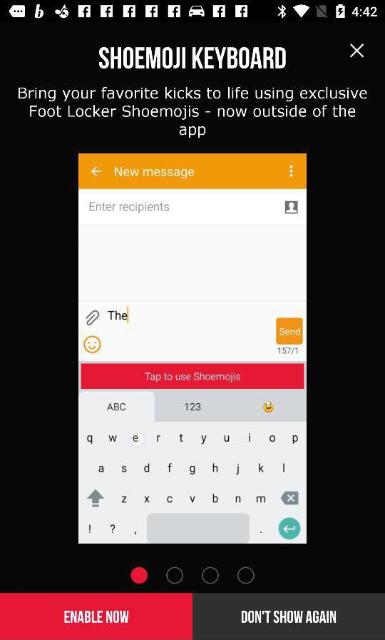 4:42
SHOEMOJI KEYBOARD
Bring your favorite kicks to life using exclusive
Foot Locker Shoemojis - now outside of the
app
New message
Enter recipients
The
Send
157/1
Tap to use Shoemojis
ABC 123
q w e r t y u i o p
a s d f g h j k l
z x c v b n m
! ? , .
ENABLE NOW DON'T SHOW AGAIN